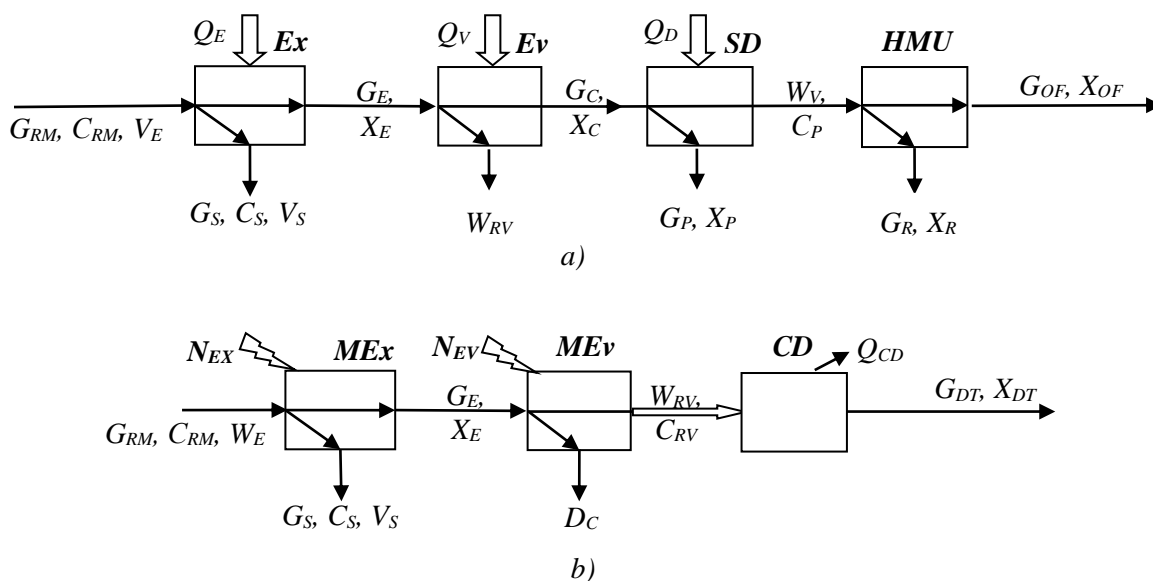 Q_E Ex Q_V Ev Q_D SD HMU
G_E, G_C, W_V, G_OF, X_OF
G_RM, C_RM, V_E X_E X_C C_P
G_S, C_S, V_S W_RV G_P, X_P G_R, X_R
a)
N_EX MEx N_EV MEv CD Q_CD
G_E, W_RV, G_DT, X_DT
G_RM, C_RM, W_E X_E C_RV
G_S, C_S, V_S D_C
b)